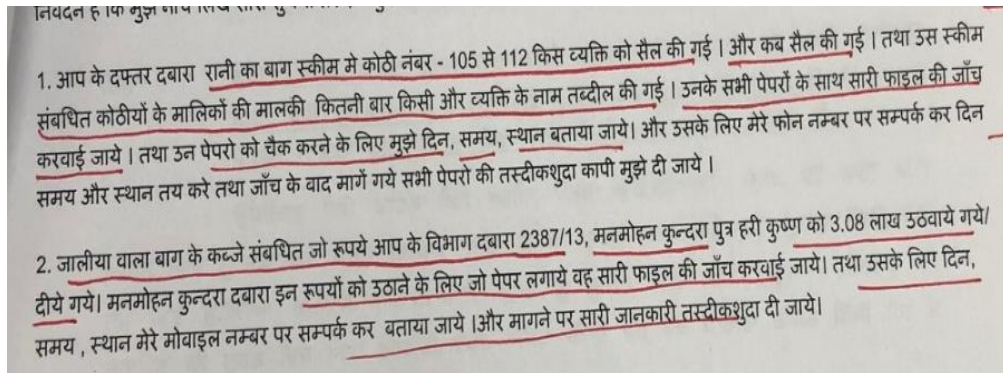 निवेदन है कि मुझे
1. आप के दफ्तर दबारा रानी का बाग स्कीम मे कोठी नंबर - 105 से 112 किस व्यक्ति को सैल की गई । और कब सैल की गई । तथा उस स्कीम
संबधित कोठीयों के मालिकों की मालकी कितनी बार किसी और व्यक्ति के नाम तब्दील की गई । उनके सभी पेपरों के साथ सारी फाइल की जाँच
करवाई जाये । तथा उन पेपरो को चैक करने के लिए मुझे दिन, समय, स्थान बताया जाये। और उसके लिए मेरे फोन नम्बर पर सम्पर्क कर दिन
समय और स्थान तय करे तथा जाँच के वाद मागें गये सभी पेपरो की तस्दीकशुदा कापी मुझे दी जाये ।
2. जालीया वाला बाग के कब्जे संबधित जो रूपये आप के विभाग दबारा 2387/13, मनमोहन कुन्दरा पुत्र हरी कृष्ण को 3.08 लाख उठवाये गये/
दीये गये। मनमोहन कुन्दरा दबारा इन रूपयों को उठाने के लिए जो पेपर लगाये वह सारी फाइल की जाँच करवाई जाये। तथा उसके लिए दिन,
समय , स्थान मेरे मोवाइल नम्बर पर सम्पर्क कर वताया जाये ।और मागने पर सारी जानकारी तस्दीकशुदा दी जाये।